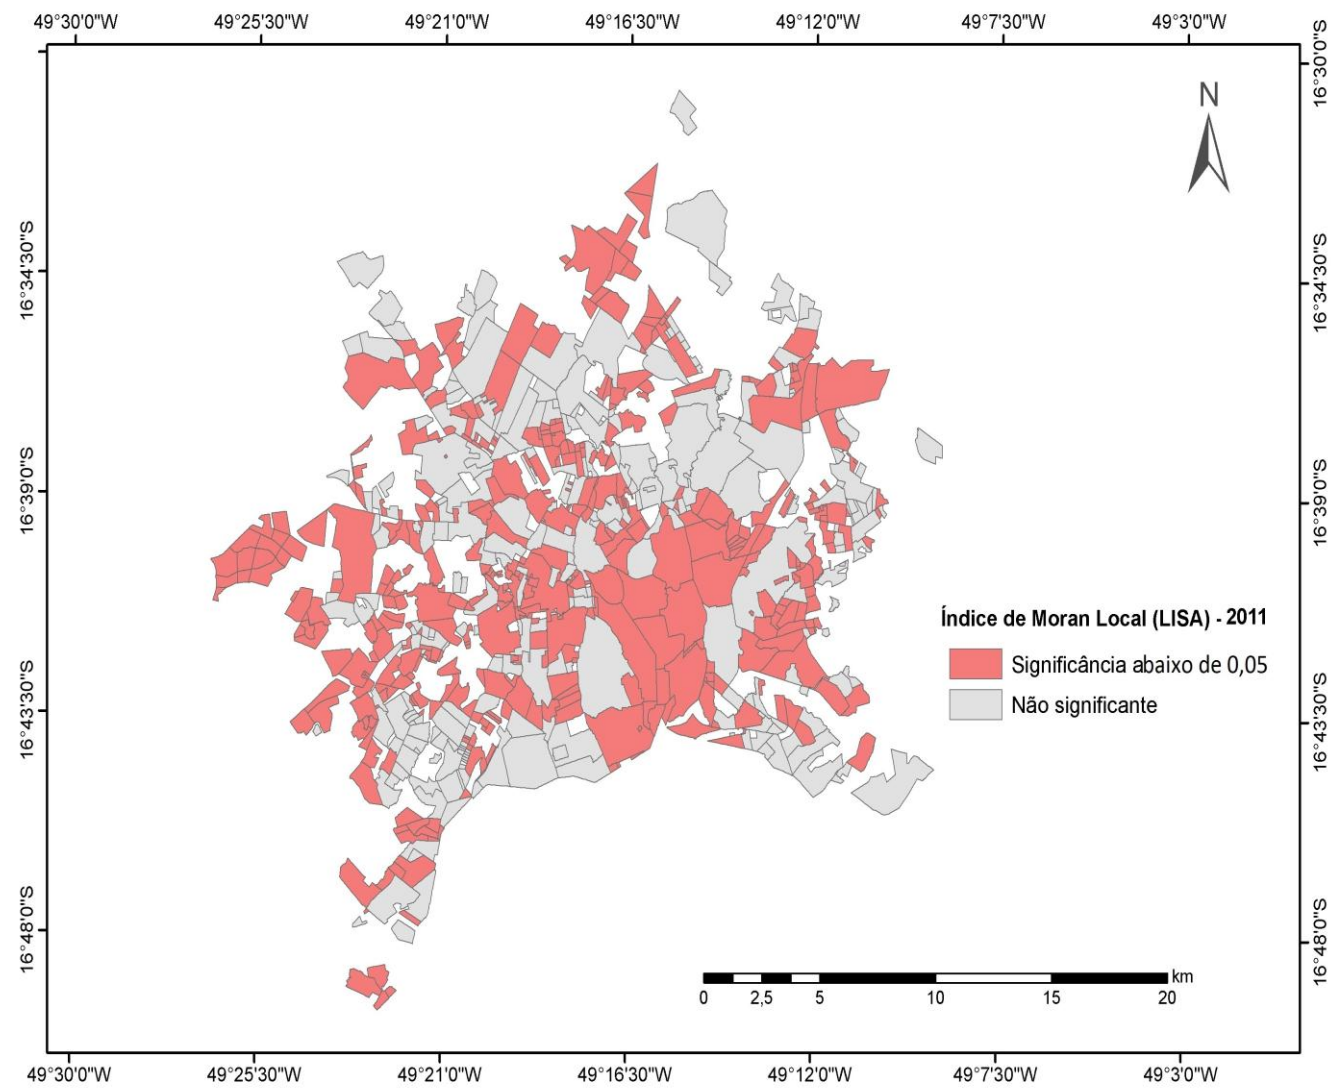 49°30'0"W 49°25'30"W 49°21'0"W 49°16'30"W 49°12'0"W 49°7'30"W 49°3'0"W
16°30'0"S
N
16°34'30"S 16°34'30"S
16°39'0"S 16°39'0"S
Índice de Moran Local (LISA) - 2011
Significância abaixo de 0,05
Não significante
16°43'30"S 16°43'30"S
16°48'0"S 16°48'0"S
km
0 2,5 5 10 15 20
49°30'0"W 49°25'30"W 49°21'0"W 49°16'30"W 49°12'0"W 49°7'30"W 49°3'0"W